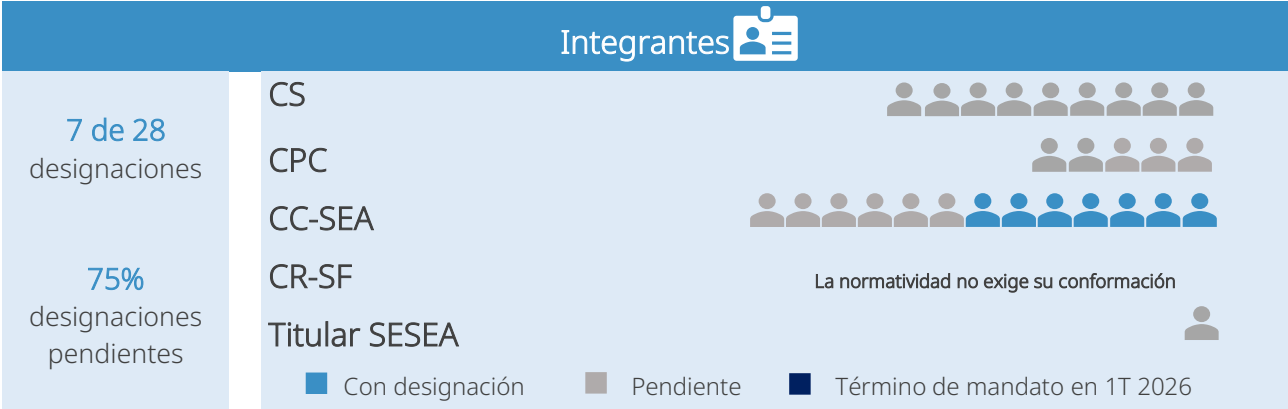 Integrantes
7 de 28
designaciones
75%
designaciones
pendientes
CS
CPC
CC-SEA
CR-SF
La normatividad no exige su conformación
Titular SESEA
Con designación
Pendiente
Término de mandato en 1T 2026